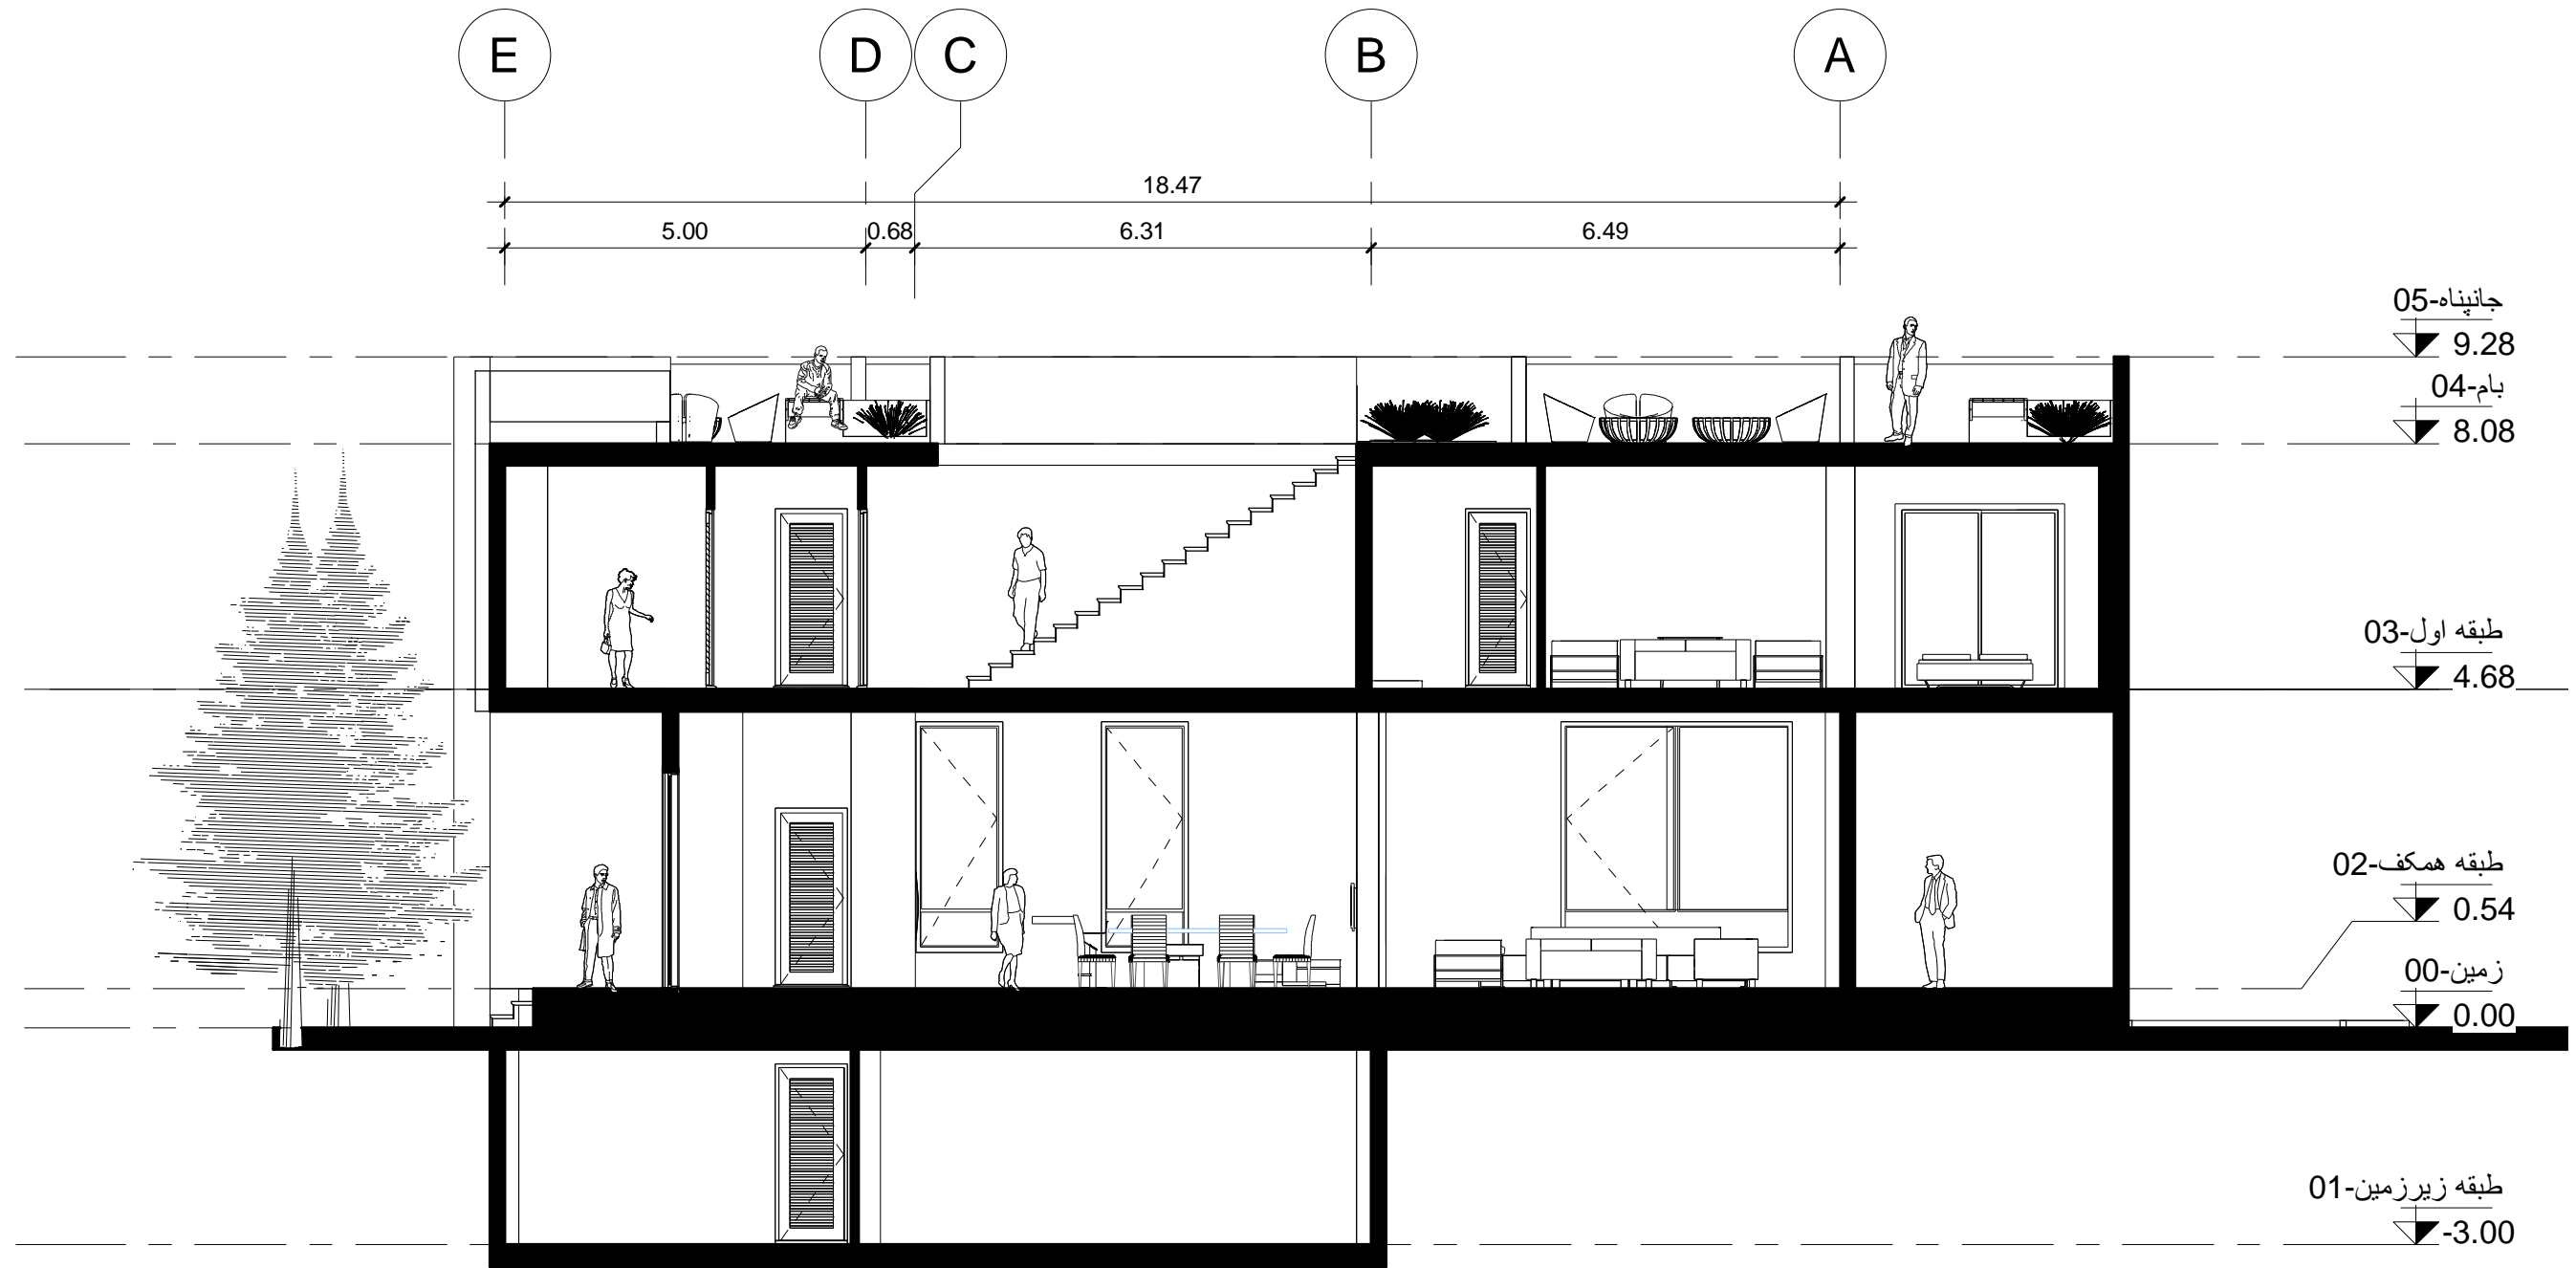 E
D
C
B
A
18.47
5.00
0.68
6.31
6.49
جانپناه-05
9.28
بام-04
8.08
طبقه اول-03
4.68
طبقه همکف-02
0.54
زمین-00
0.00
طبقه زیرزمین-01
-3.00